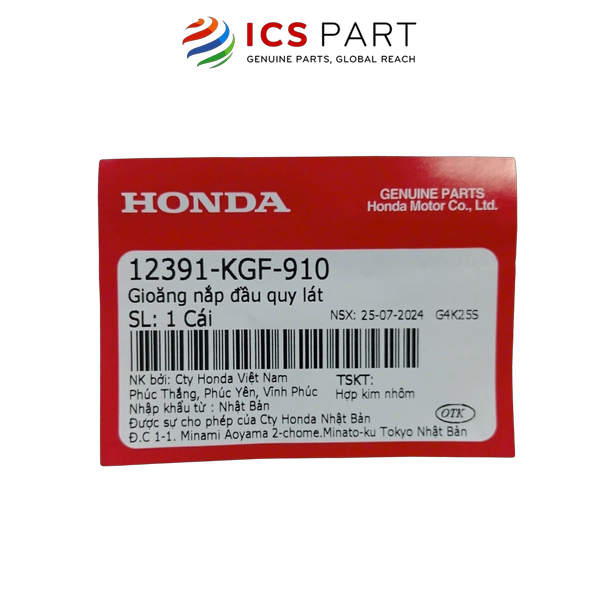 ICS PART
GENUINE PARTS, GLOBAL REACH
HONDA
GENUINE PARTS
Honda Motor Co., Ltd.
12391-KGF-910
Gioăng nắp đầu quy lát
SL: 1 Cái
NSX: 25-07-2024 G4K25S
NK bởi: Cty Honda Việt Nam
Phúc Thắng, Phúc Yên, Vĩnh Phúc
Nhập khẩu từ : Nhật Bản
TSKT:
Hợp kim nhôm
OTK
Được sự cho phép của Cty Honda Nhật Bản
Đ.C 1-1. Minami Aoyama 2-chome.Minato-ku Tokyo Nhật Bản